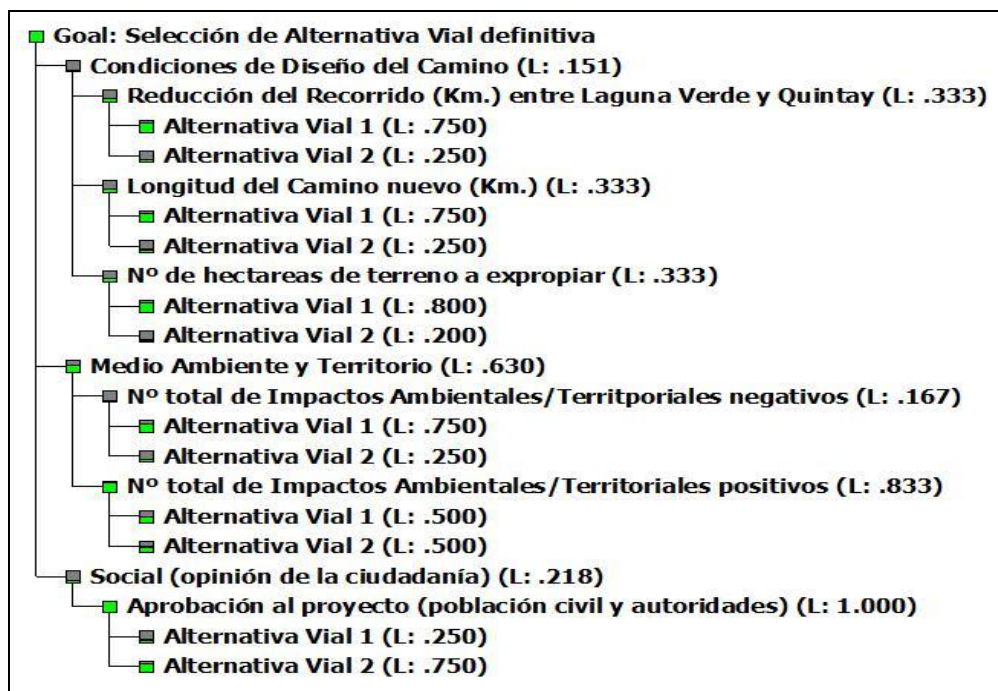 Goal: Selección de Alternativa Vial definitiva
Condiciones de Diseño del Camino (L: .151)
Reducción del Recorrido (Km.) entre Laguna Verde y Quintay (L: .333)
Alternativa Vial 1 (L: .750)
Alternativa Vial 2 (L: .250)
Longitud del Camino nuevo (Km.) (L: .333)
Alternativa Vial 1 (L: .750)
Alternativa Vial 2 (L: .250)
Nº de hectareas de terreno a expropiar (L: .333)
Alternativa Vial 1 (L: .800)
Alternativa Vial 2 (L: .200)
Medio Ambiente y Territorio (L: .630)
Nº total de Impactos Ambientales/Territporiales negativos (L: .167)
Alternativa Vial 1 (L: .750)
Alternativa Vial 2 (L: .250)
Nº total de Impactos Ambientales/Territoriales positivos (L: .833)
Alternativa Vial 1 (L: .500)
Alternativa Vial 2 (L: .500)
Social (opinión de la ciudadanía) (L: .218)
Aprobación al proyecto (población civil y autoridades) (L: 1.000)
Alternativa Vial 1 (L: .250)
Alternativa Vial 2 (L: .750)